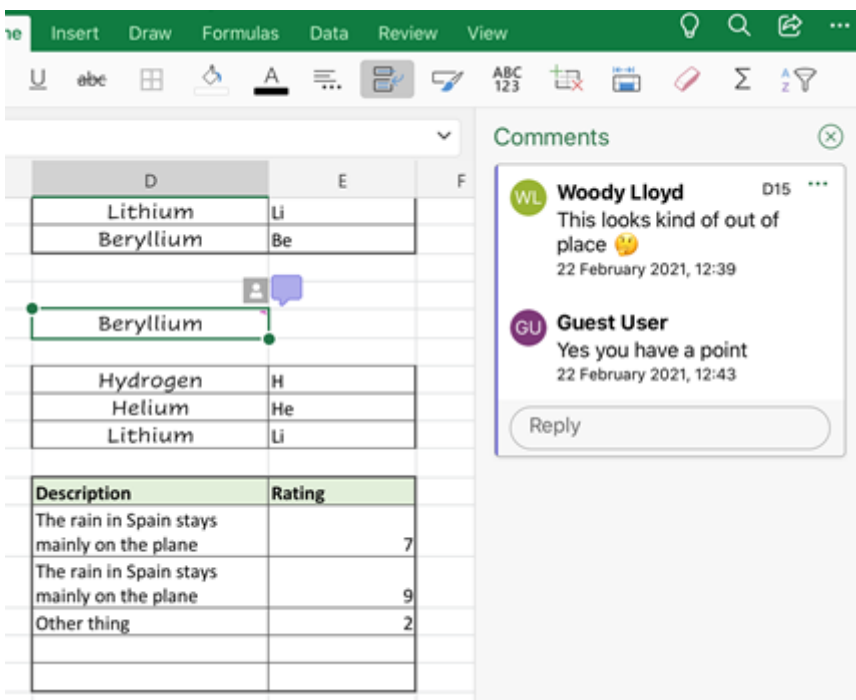 ne Insert Draw Formulas Data Review View
U abc A ABC 123 Σ A Z
Comments
D E F
Lithium Li
Beryllium Be
Beryllium
Hydrogen H
Helium He
Lithium Li
Description Rating
The rain in Spain stays
mainly on the plane 7
The rain in Spain stays
mainly on the plane 9
Other thing 2
WL Woody Lloyd D15
This looks kind of out of
place 🤔
22 February 2021, 12:39
GU Guest User
Yes you have a point
22 February 2021, 12:43
Reply